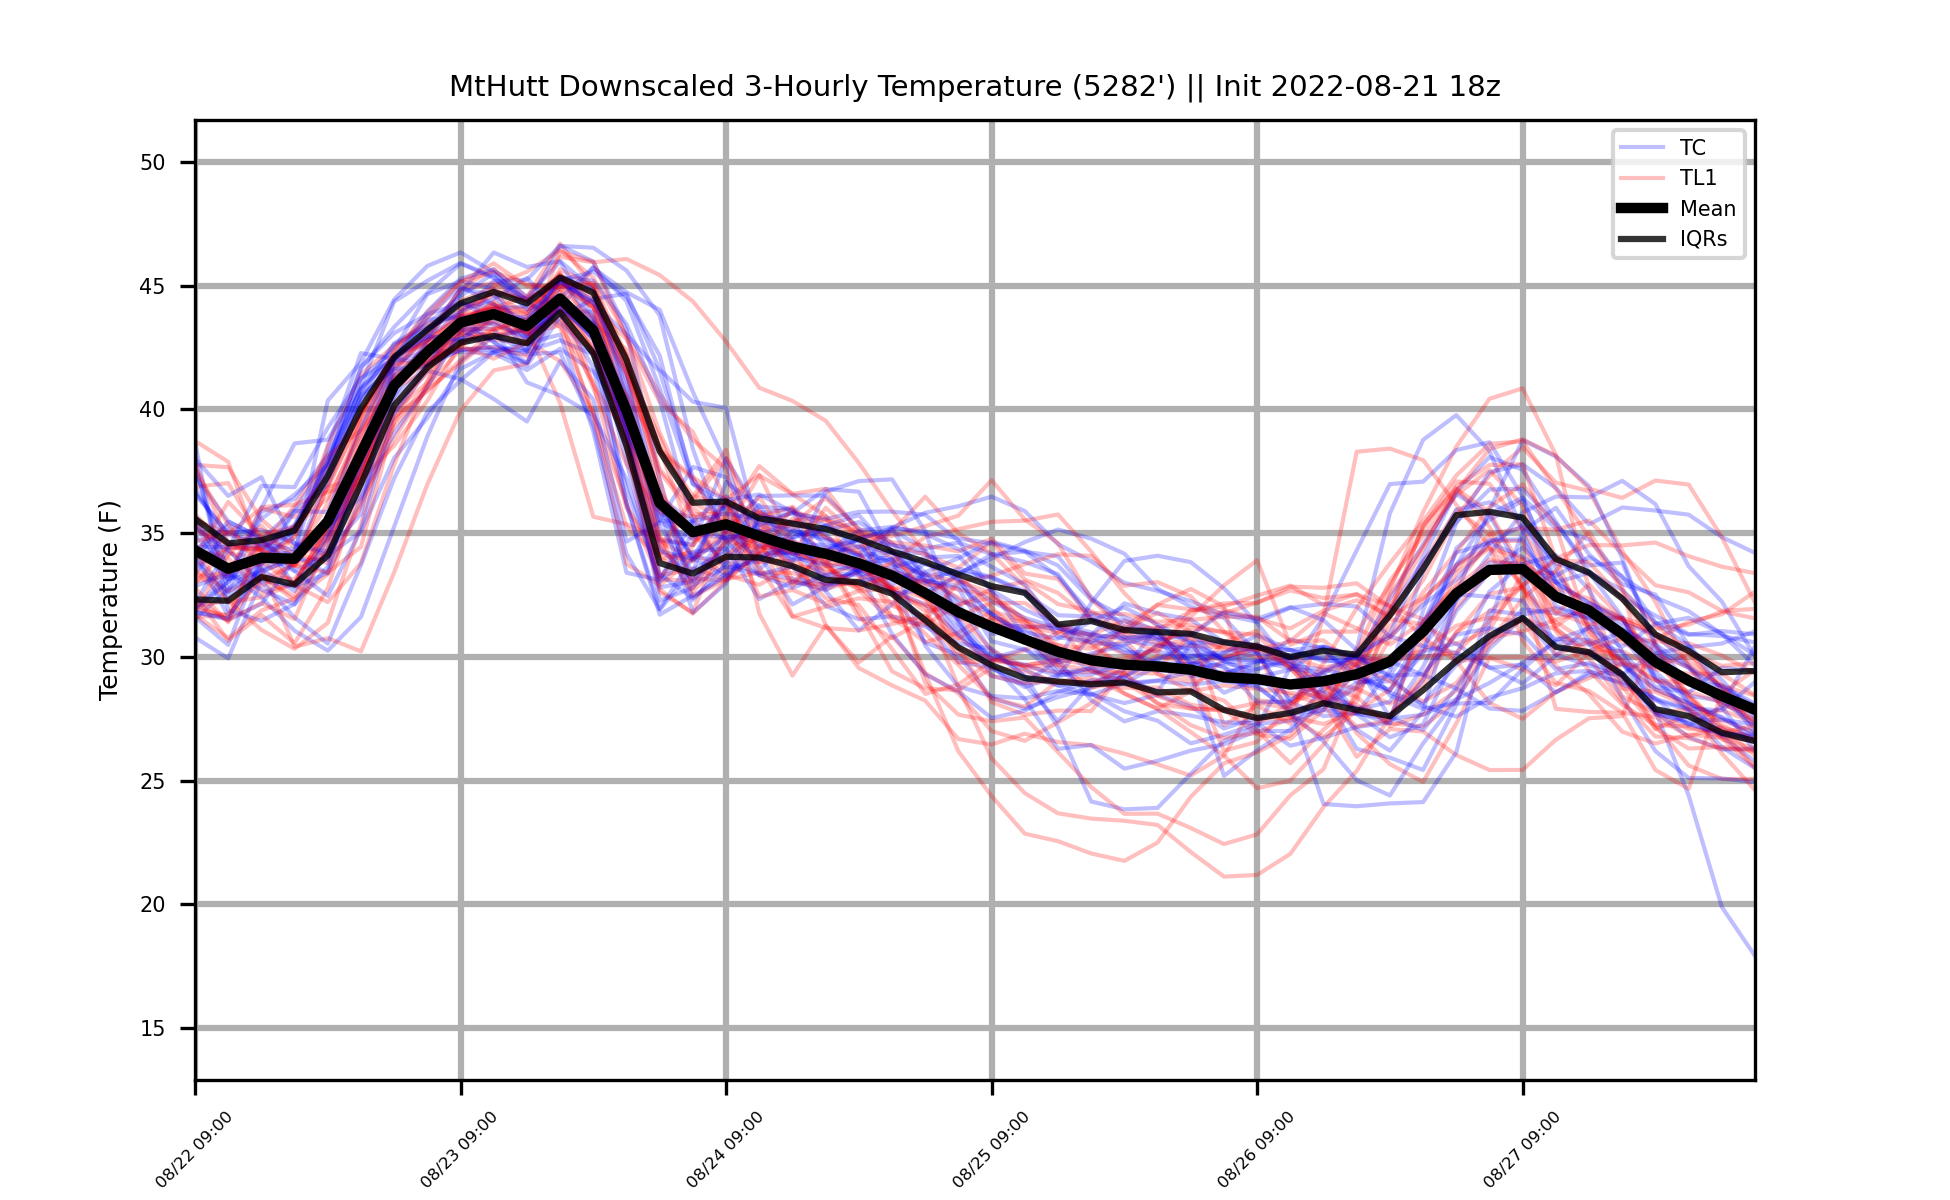 MtHutt Downscaled 3-Hourly Temperature (5282') || Init 2022-08-21 18z
TC
TL1
Mean
IQRs
Temperature (F)
50
45
40
35
30
25
20
15
08/22 09:00
08/23 09:00
08/24 09:00
08/25 09:00
08/26 09:00
08/27 09:00